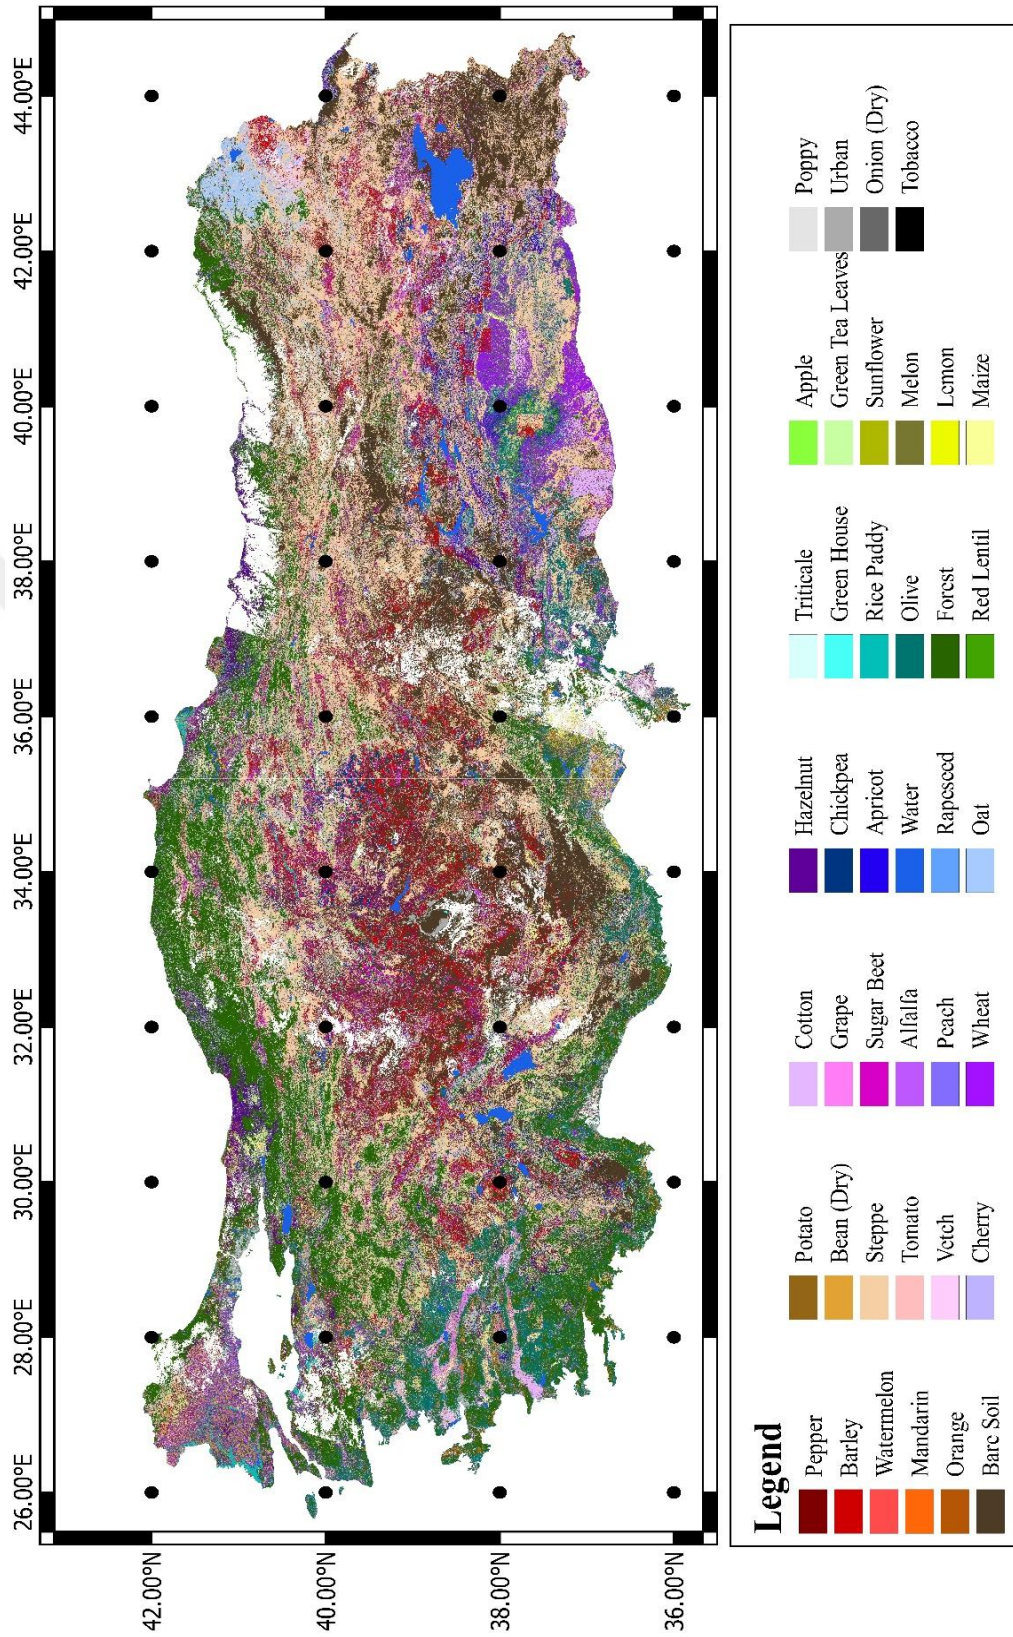 26.00°E 28.00°E 30.00°E 32.00°E 34.00°E 36.00°E 38.00°E 40.00°E 42.00°E 44.00°E
42.00°N
40.00°N
38.00°N
36.00°N
Legend
Pepper
Barley
Watermelon
Mandarin
Orange
Bare Soil
Potato
Bean (Dry)
Steppe
Tomato
Vetch
Cherry
Cotton
Grape
Sugar Beet
Alfalfa
Peach
Wheat
Hazelnut
Chickpea
Apricot
Water
Rapeseed
Oat
Triticale
Green House
Rice Paddy
Olive
Forest
Red Lentil
Apple
Green Tea Leaves
Sunflower
Melon
Lemon
Maize
Poppy
Urban
Onion (Dry)
Tobacco